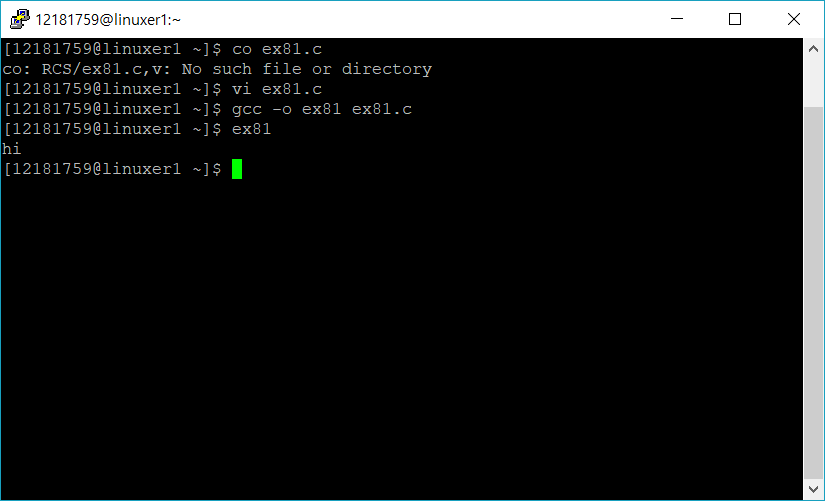 12181759@linuxer1:~
[12181759@linuxer1 ~]$ co ex81.c
co: RCS/ex81.c,v: No such file or directory
[12181759@linuxer1 ~]$ vi ex81.c
[12181759@linuxer1 ~]$ gcc -o ex81 ex81.c
[12181759@linuxer1 ~]$ ex81
hi
[12181759@linuxer1 ~]$